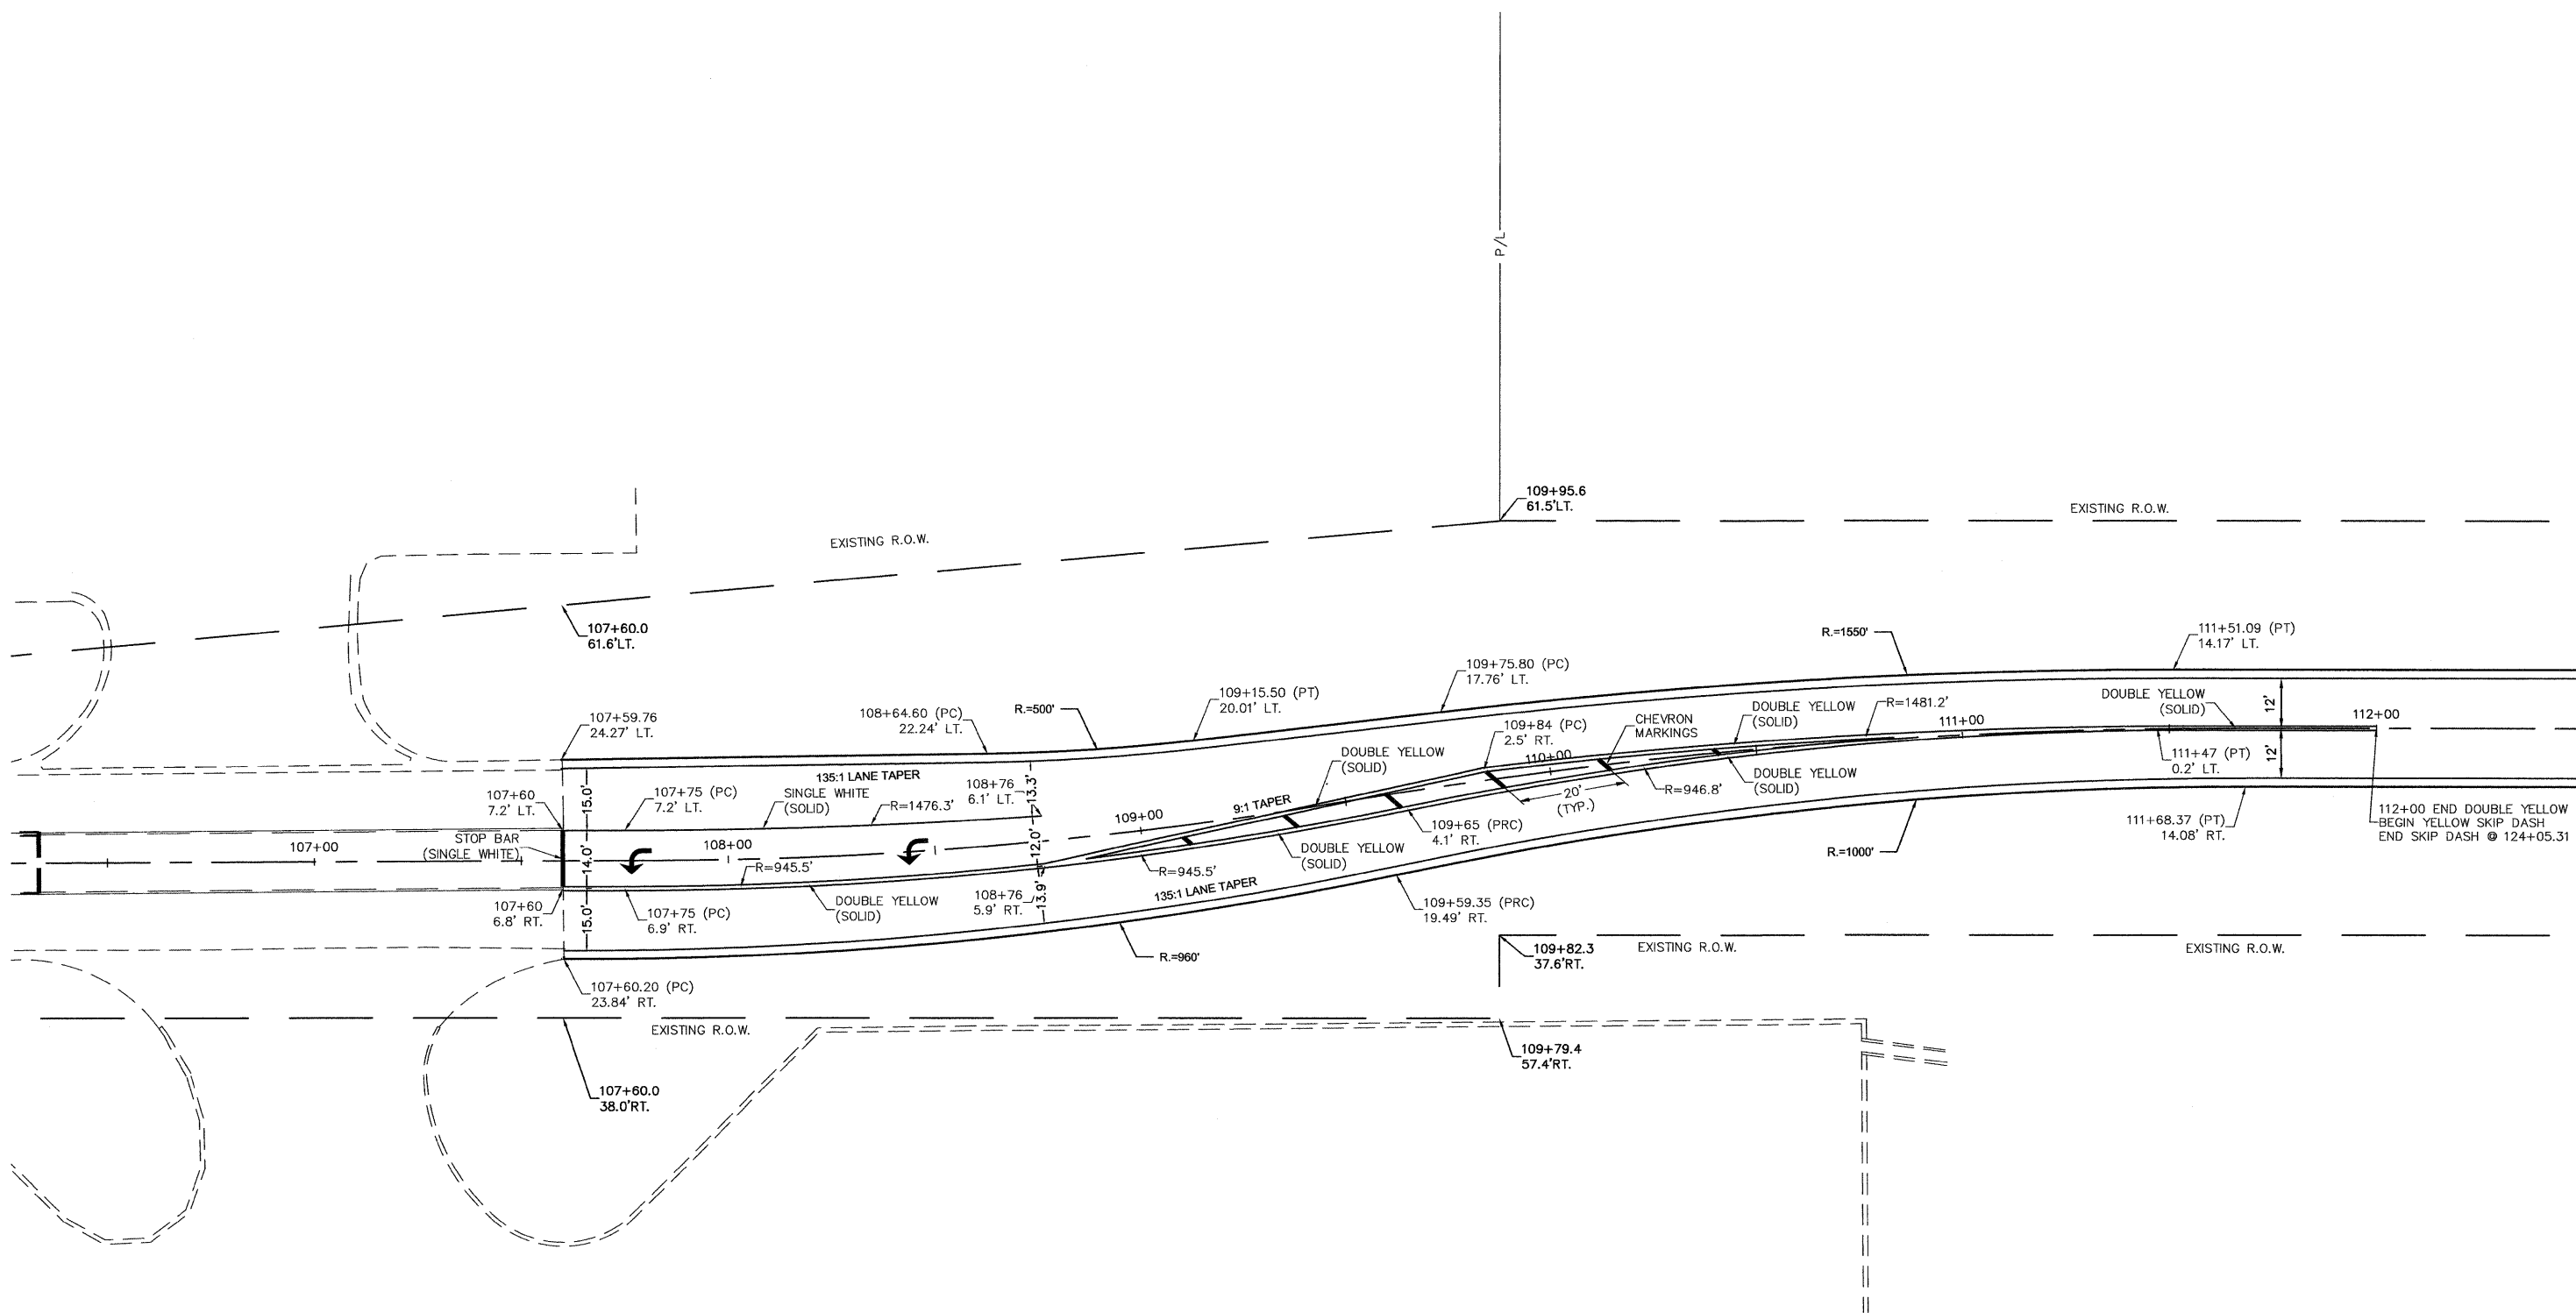 P/L
109+95.6
61.5'LT.
EXISTING R.O.W.
EXISTING R.O.W.
107+60.0
61.6'LT.
R.=1550'
111+51.09 (PT)
14.17' LT.
109+75.80 (PC)
17.76' LT.
109+15.50 (PT)
20.01' LT.
R.=500'
108+64.60 (PC)
22.24' LT.
107+59.76
24.27' LT.
109+84 (PC)
2.5' RT.
CHEVRON
MARKINGS
DOUBLE YELLOW
(SOLID)
R=1481.2'
111+00
DOUBLE YELLOW
(SOLID)
12'
112+00
DOUBLE YELLOW
(SOLID)
110+00
111+47 (PT)
0.2' LT.
12'
135:1 LANE TAPER
SINGLE WHITE
(SOLID)
R=1476.3'
108+76
6.1' LT.
13.3'
107+60
7.2' LT.
15.0'
107+75 (PC)
7.2' LT.
9:1 TAPER
109+00
20'
(TYP.)
R=946.8'
DOUBLE YELLOW
(SOLID)
112+00 END DOUBLE YELLOW
BEGIN YELLOW SKIP DASH
END SKIP DASH @ 124+05.31
111+68.37 (PT)
14.08' RT.
109+65 (PRC)
4.1' RT.
107+00
STOP BAR
(SINGLE WHITE)
14.0'
108+00
R=945.5'
12.0'
DOUBLE YELLOW
(SOLID)
R=945.5'
R.=1000'
135:1 LANE TAPER
108+76
5.9' RT.
13.9'
107+60
6.8' RT.
15.0'
107+75 (PC)
6.9' RT.
DOUBLE YELLOW
(SOLID)
109+59.35 (PRC)
19.49' RT.
R.=960'
109+82.3
37.6'RT.
EXISTING R.O.W.
EXISTING R.O.W.
107+60.20 (PC)
23.84' RT.
EXISTING R.O.W.
109+79.4
57.4'RT.
107+60.0
38.0'RT.